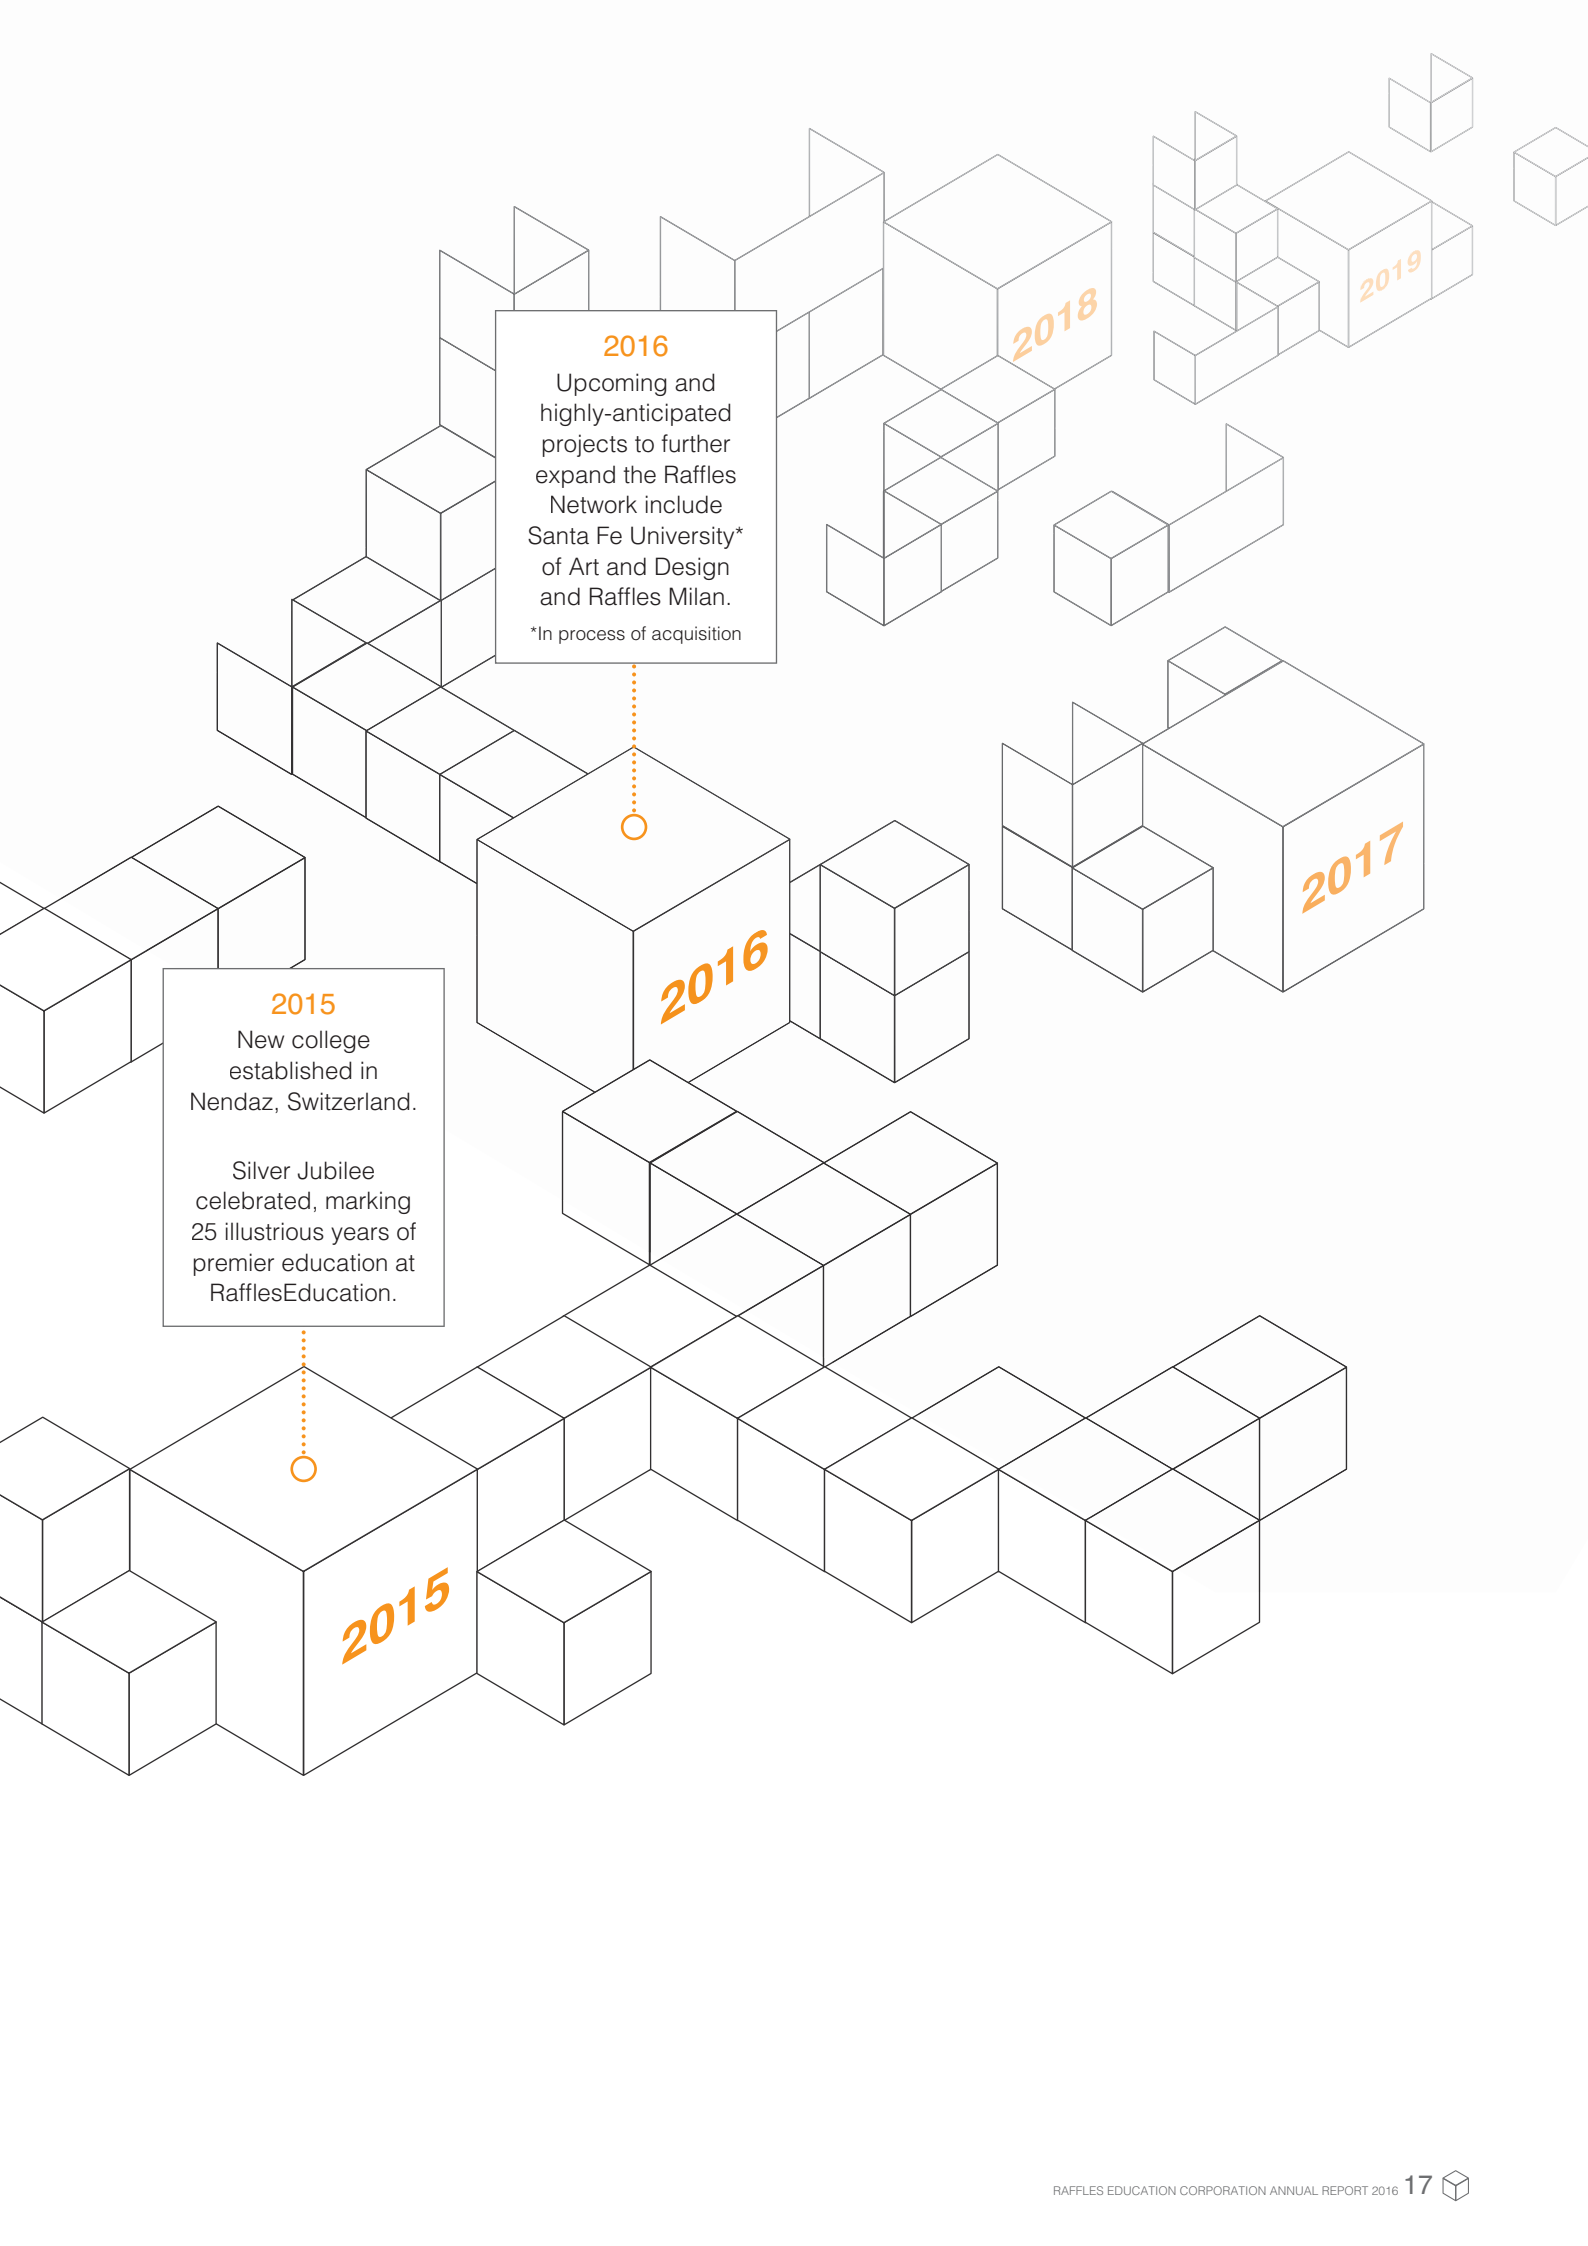 2019
2018
2016
Upcoming and
highly-anticipated
projects to further
expand the Raffles
Network include
Santa Fe University*
of Art and Design
and Raffles Milan.
*In process of acquisition
2017
2016
2015
New college
established in
Nendaz, Switzerland.
Silver Jubilee
celebrated, marking
25 illustrious years of
premier education at
RafflesEducation.
2015
RAFFLES EDUCATION CORPORATION ANNUAL REPORT 2016 17